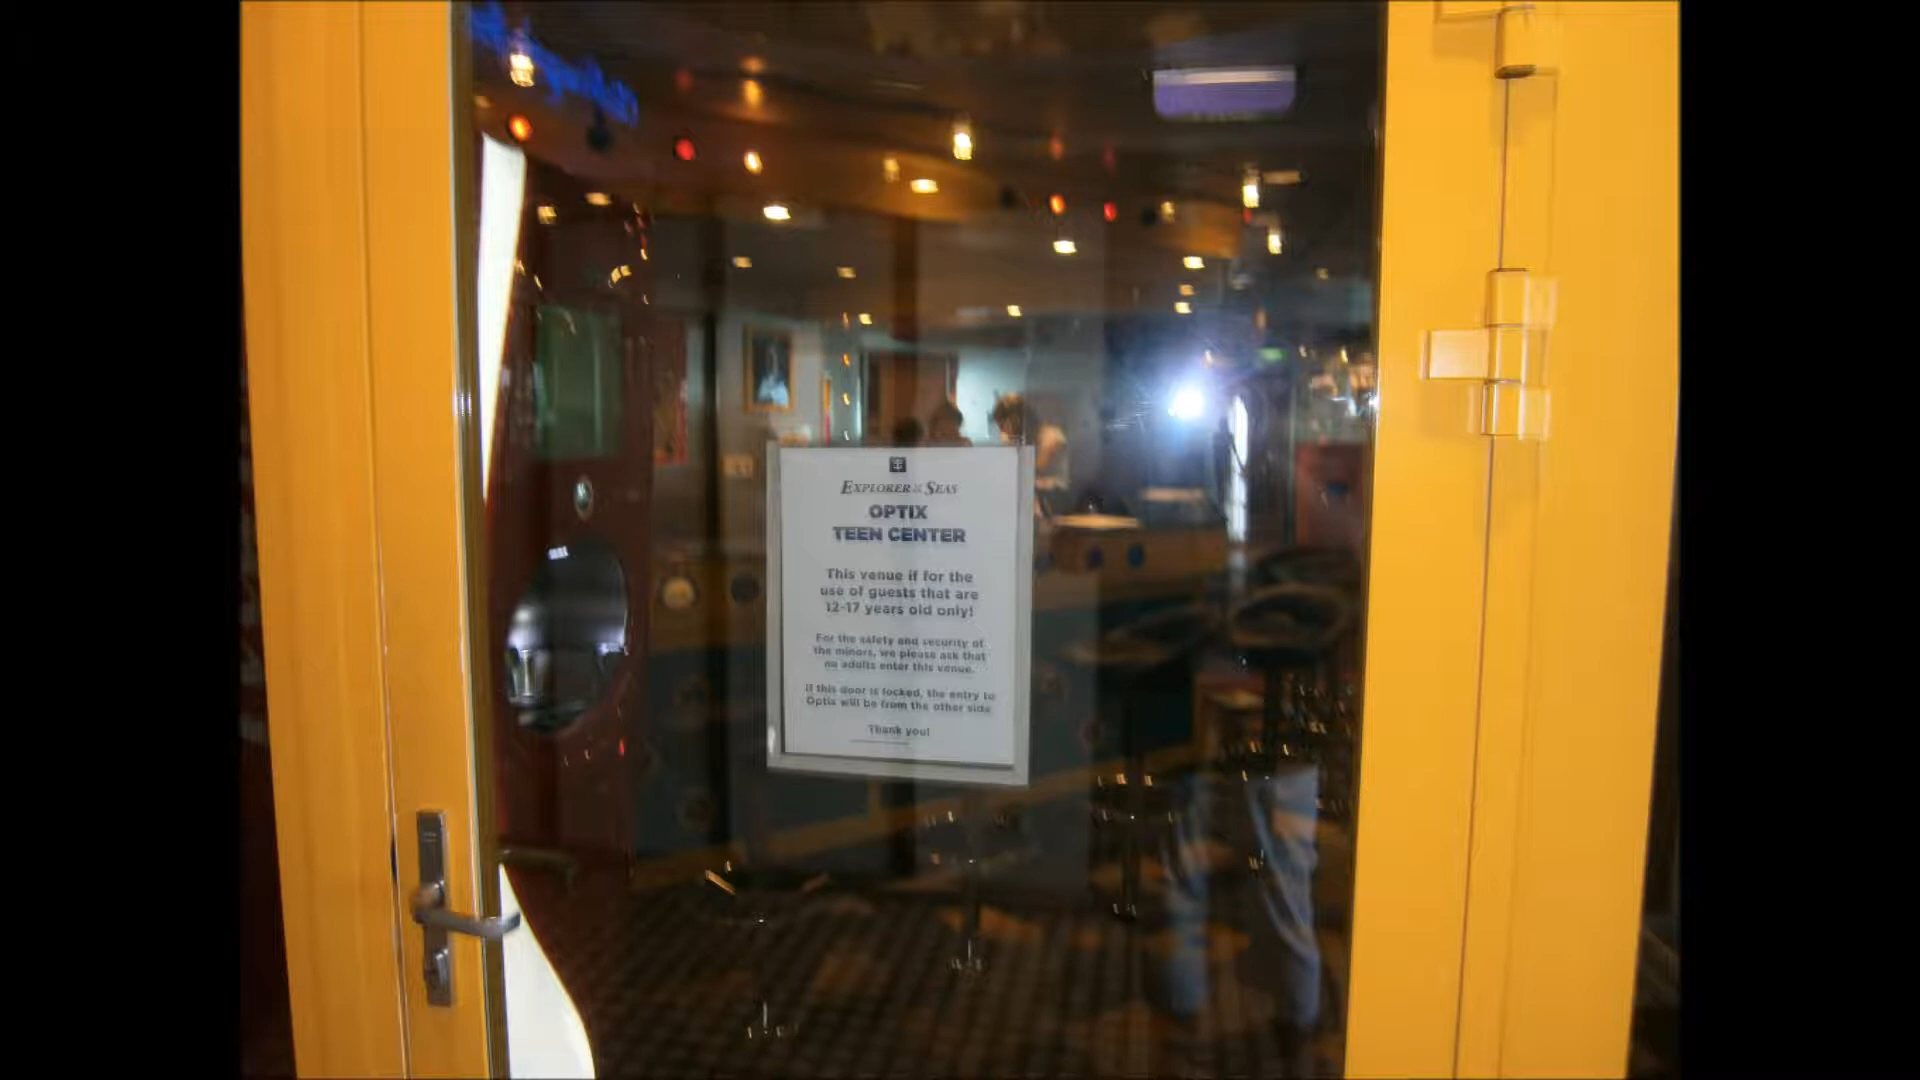 EXPLORER OF THE SEAS
OPTIX
TEEN CENTER
This venue if for the
use of guests that are
12-17 years old only!
For the safety and security of
the minors, we please ask that
no adults enter this venue.
If this door is locked, the entry to
Optix will be from the other side
Thank you!